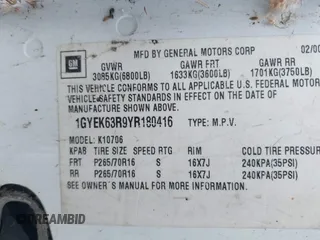 MFD BY GENERAL MOTORS CORP 02/00
GM
GVWR GAWR FRT GAWR RR
3085KG(6800LB) 1633KG(3600LB) 1701KG(3750LB)
THIS VEHICLE CONFORMS TO ALL APPLICABLE U.S. FEDERAL MOTOR
VEHICLE SAFETY STANDARDS IN EFFECT ON THE DATE OF
MANUFACTURE SHOWN ABOVE.
1GYEK63R9YR180416 TYPE: M.P.V.
MODEL: K10706
KPAB TIRE SIZE SPEED RTG RIM COLD TIRE PRESSURE
FRT P265/70R16 S 16X7J 240KPA(35PSI)
RR P265/70R16 S 16X7J 240KPA(35PSI)
SEE OWNER'S MANUAL FOR MORE INFORMATION.
CREAMBID